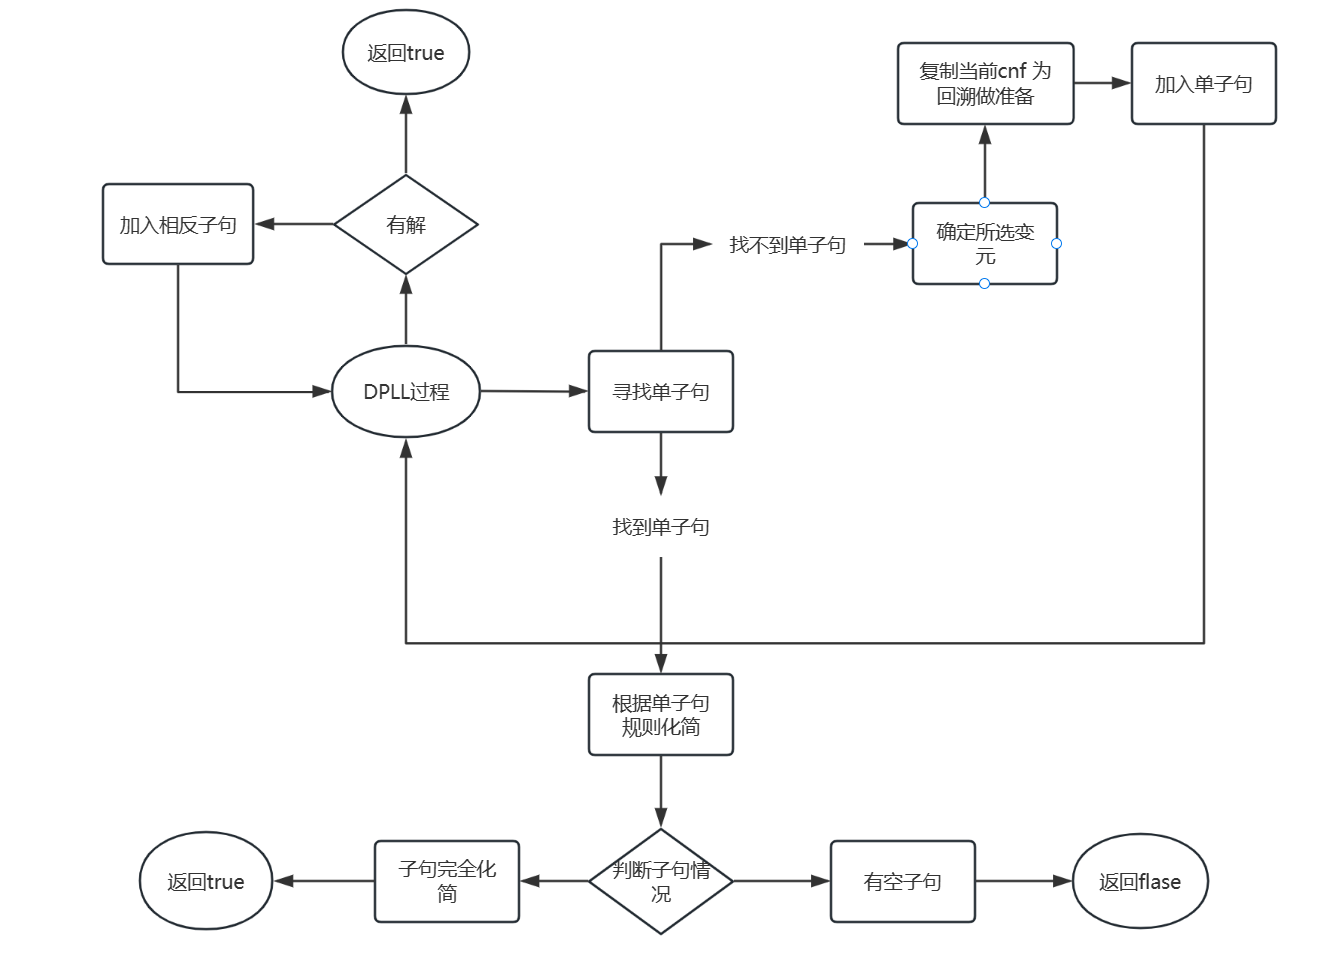 返回true
复制当前cnf 为
回溯做准备
加入单子句
加入相反子句
有解
找不到单子句
确定所选变
元
DPLL过程
寻找单子句
找到单子句
根据单子句
规则化简
返回true
子句完全化
简
判断子句情
况
有空子句
返回flase